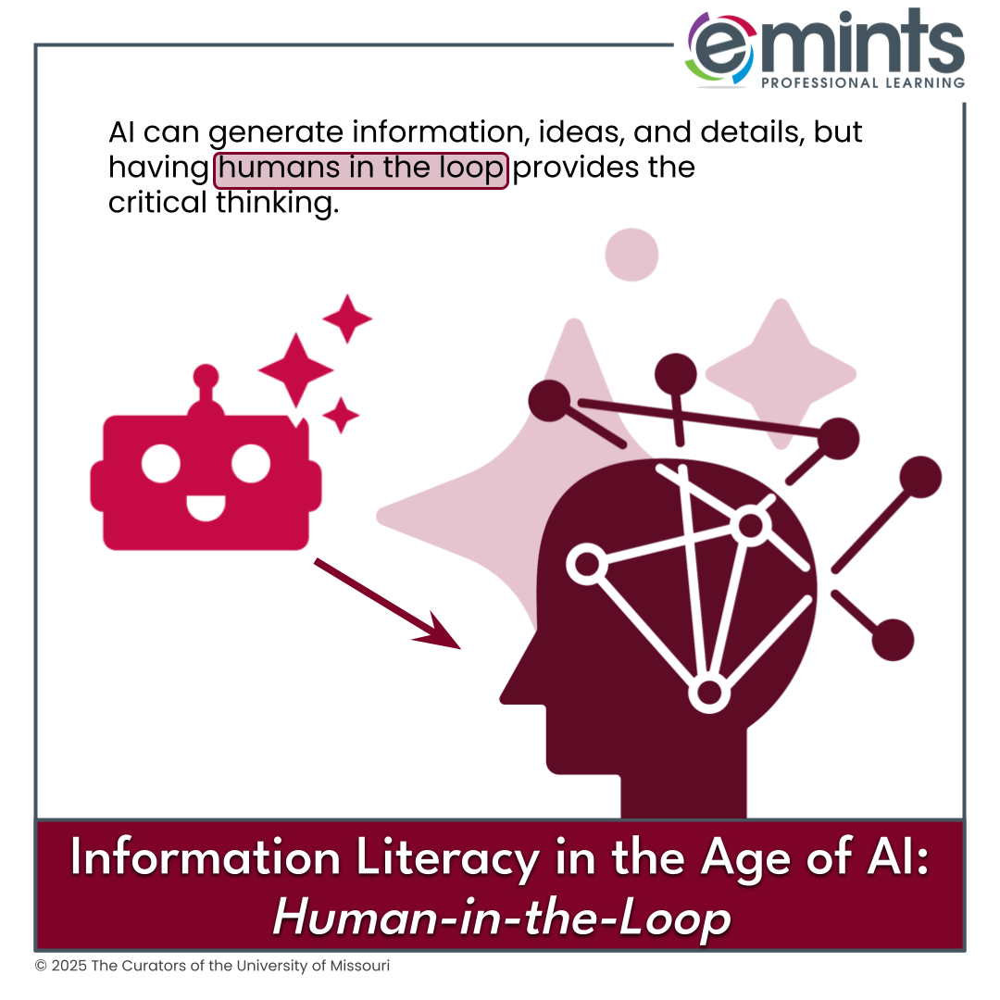 emints
PROFESSIONAL LEARNING
AI can generate information, ideas, and details, but
having humans in the loop provides the
critical thinking.
Information Literacy in the Age of AI:
Human-in-the-Loop
© 2025 The Curators of the University of Missouri